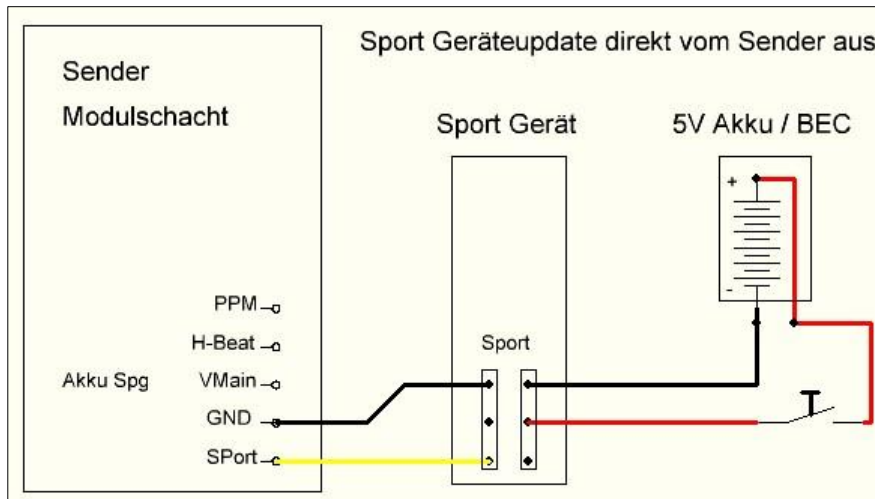 Sport Geräteupdate direkt vom Sender aus
Sender
Modulschacht
Sport Gerät
5V Akku / BEC
+
-
PPM
H-Beat
Sport
Akku Spg VMain
GND
SPort